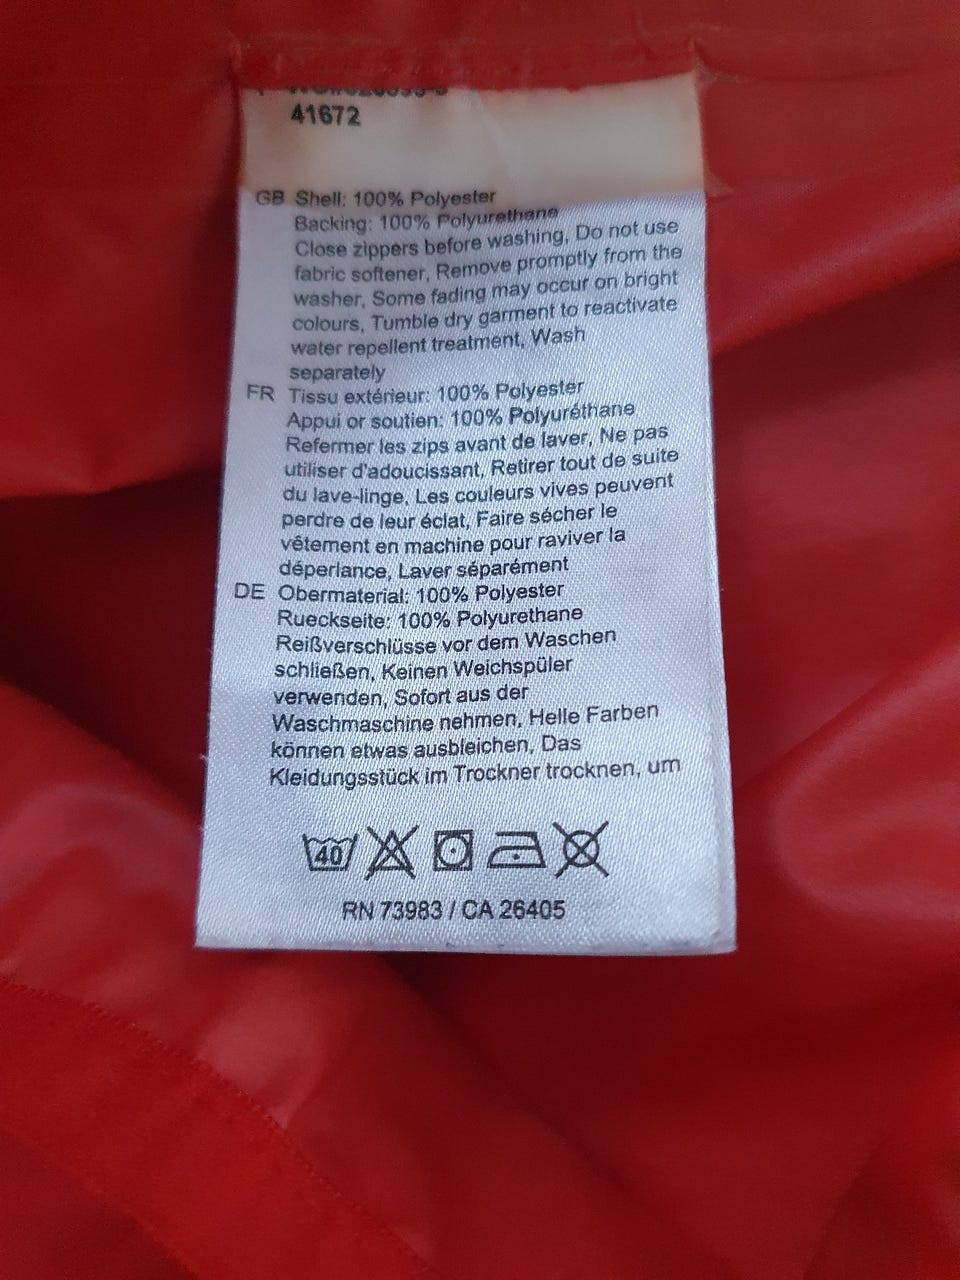 41672
GB Shell: 100% Polyester
Backing: 100% Polyurethane
Close zippers before washing, Do not use
fabric softener, Remove promptly from the
washer, Some fading may occur on bright
colours, Tumble dry garment to reactivate
water repellent treatment, Wash
separately
FR Tissu extérieur: 100% Polyester
Appui or soutien: 100% Polyuréthane
Refermer les zips avant de laver, Ne pas
utiliser d'adoucissant, Retirer tout de suite
du lave-linge, Les couleurs vives peuvent
perdre de leur éclat, Faire sécher le
vêtement en machine pour raviver la
déperlance, Laver séparément
DE Obermaterial: 100% Polyester
Rueckseite: 100% Polyurethane
Reißverschlüsse vor dem Waschen
schließen, Keinen Weichspüler
verwenden, Sofort aus der
Waschmaschine nehmen, Helle Farben
können etwas ausbleichen, Das
Kleidungsstück im Trockner trocknen, um
40
RN 73983 / CA 26405